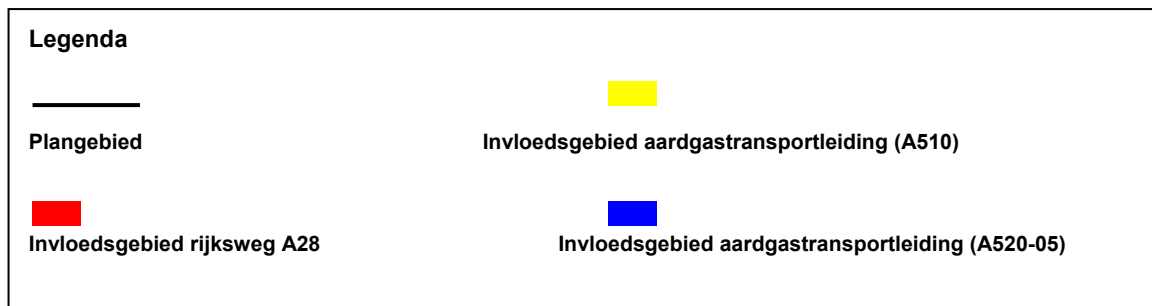 Legenda
Plangebied
Invloedsgebied aardgastransportleiding (A510)
Invloedsgebied rijksweg A28
Invloedsgebied aardgastransportleiding (A520-05)